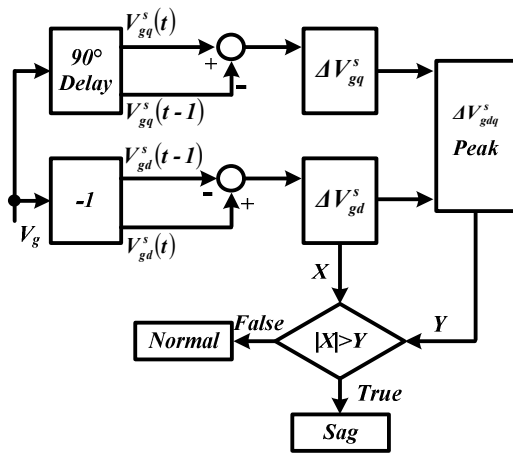 V^s_gq(t)
90°
Delay
+
-
ΔV^s_gq
V^s_gq(t-1)
ΔV^s_gdq
Peak
V^s_gd(t-1)
-1
-
+
ΔV^s_gd
V_g
V^s_gd(t)
X
Normal
False
|X|>Y
Y
True
Sag